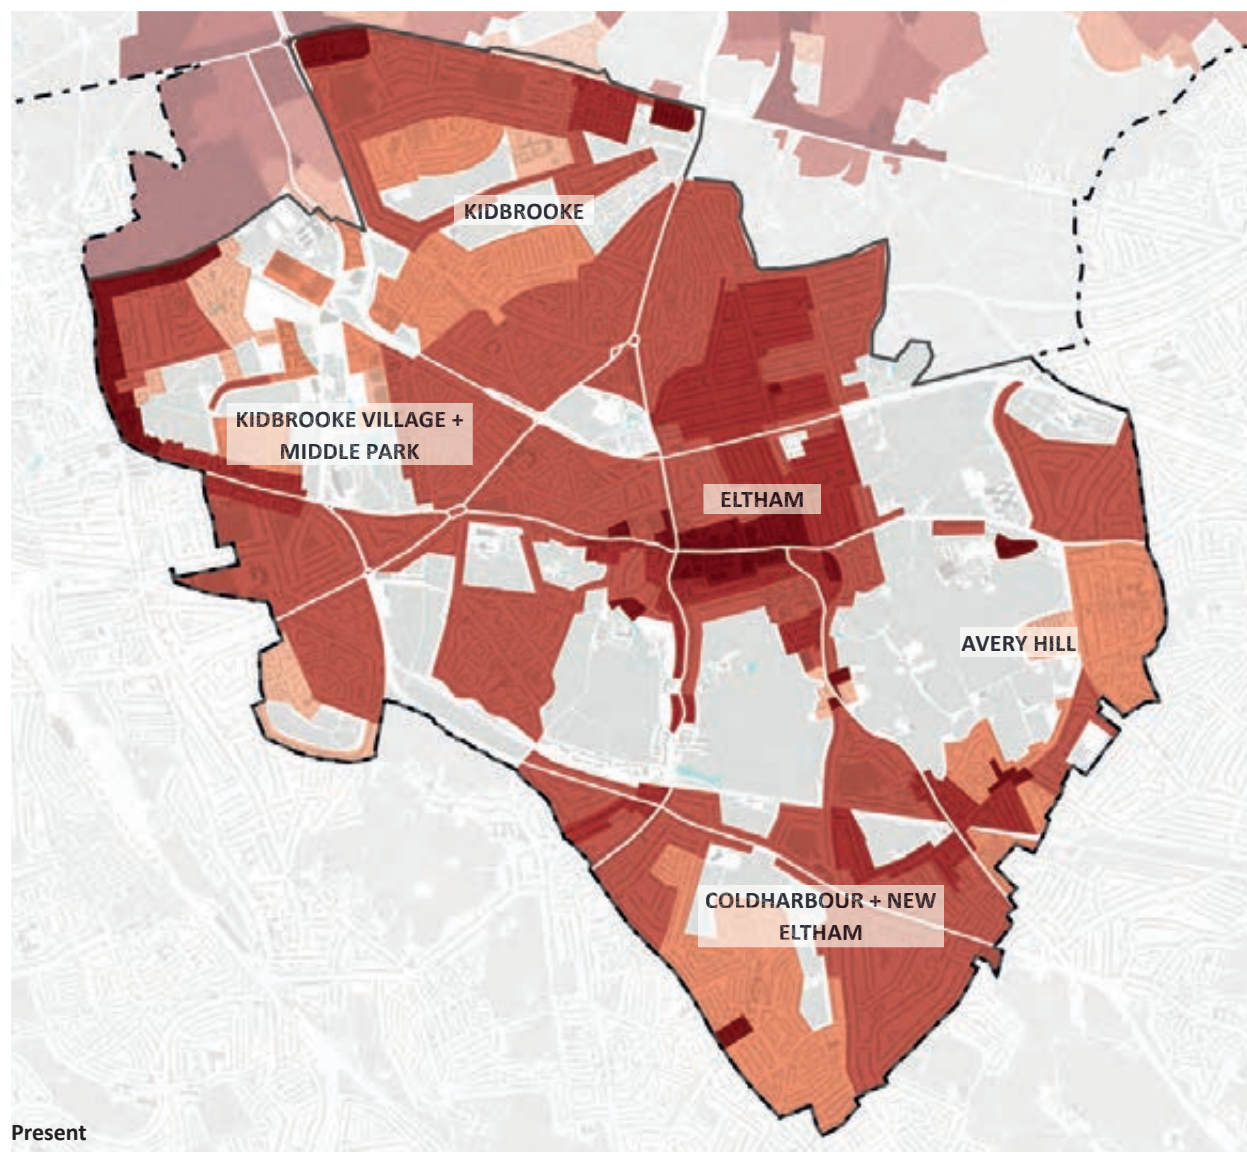 KIDBROOKE
KIDBROOKE VILLAGE +
MIDDLE PARK
ELTHAM
AVERY HILL
COLDHARBOUR + NEW
ELTHAM
Present